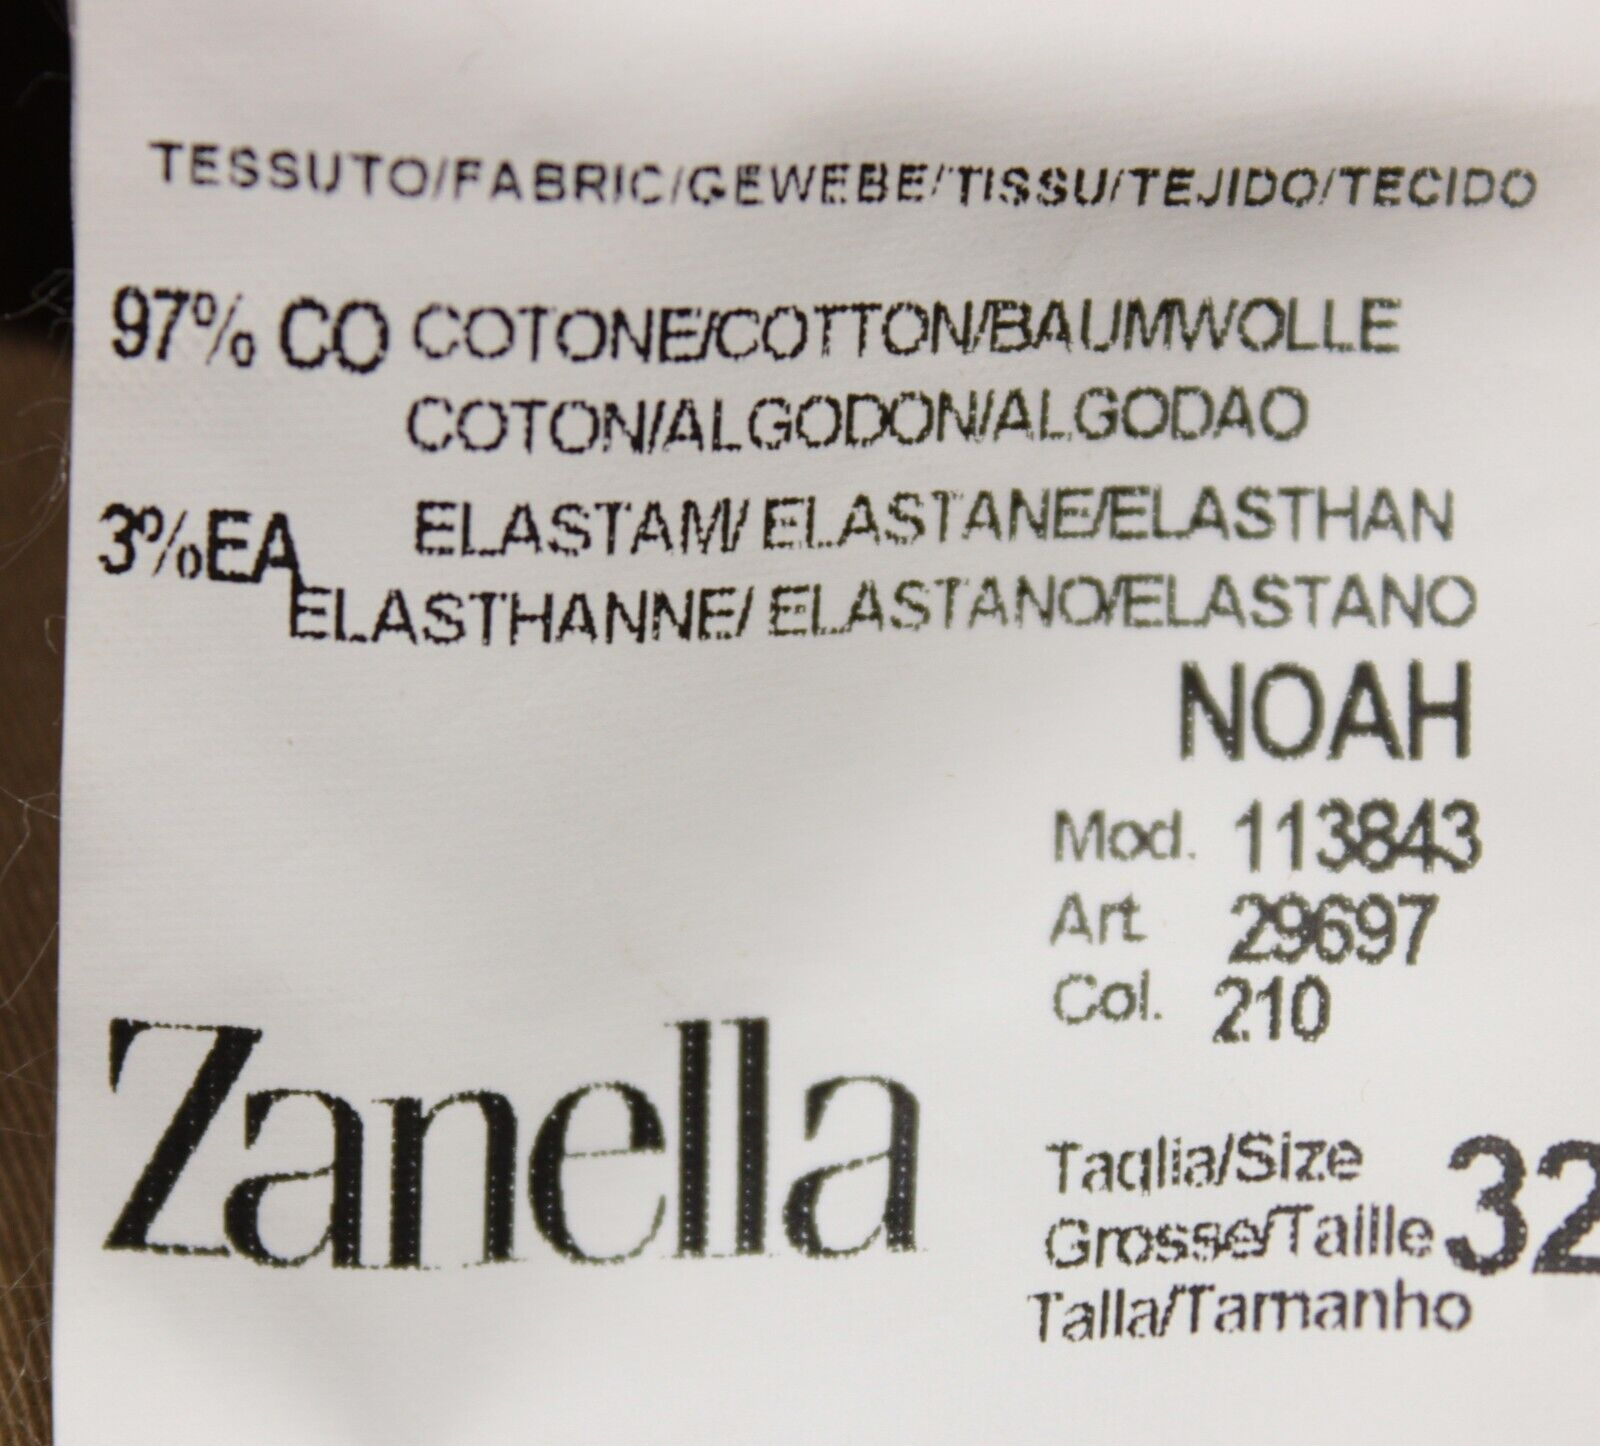 TESSUTO/FABRIC/GEWEBE/TISSU/TEJIDO/TECIDO
97% CO COTONE/COTTON/BAUMWOLLE
COTON/ALGODON/ALGODAO
3%EA ELASTAM/ ELASTANE/ELASTHAN
ELASTHANNE/ ELASTANO/ELASTANO
NOAH
Mod. 113843
Art. 29697
Col. 210
Zanella
Taglia/Size
Grosse/Taille 32
Talla/Tamanho